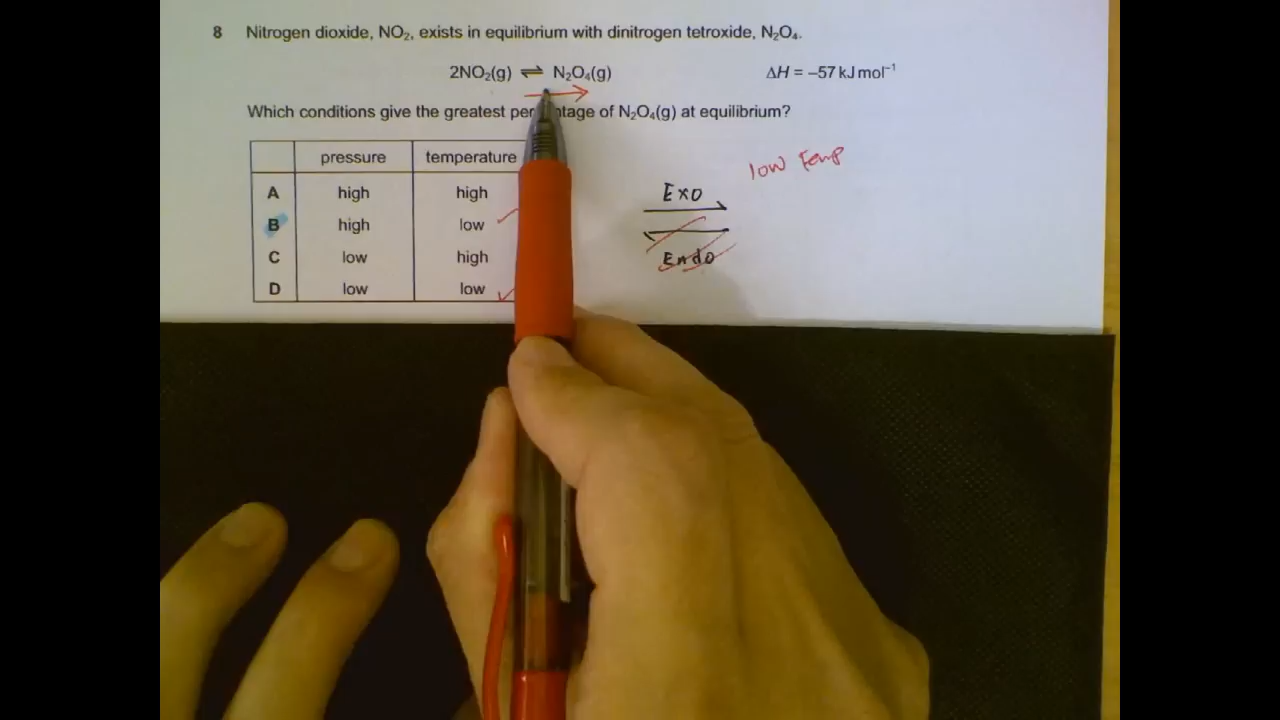 8 Nitrogen dioxide, NO₂, exists in equilibrium with dinitrogen tetroxide, N₂O₄.
2NO₂(g) ⇌ N₂O₄(g) ΔH = −57 kJ mol⁻¹
Which conditions give the greatest per ntage of N₂O₄(g) at equilibrium?
pressure temperature
A high high
B high low
C low high
D low low
low temp
Exo
Endo